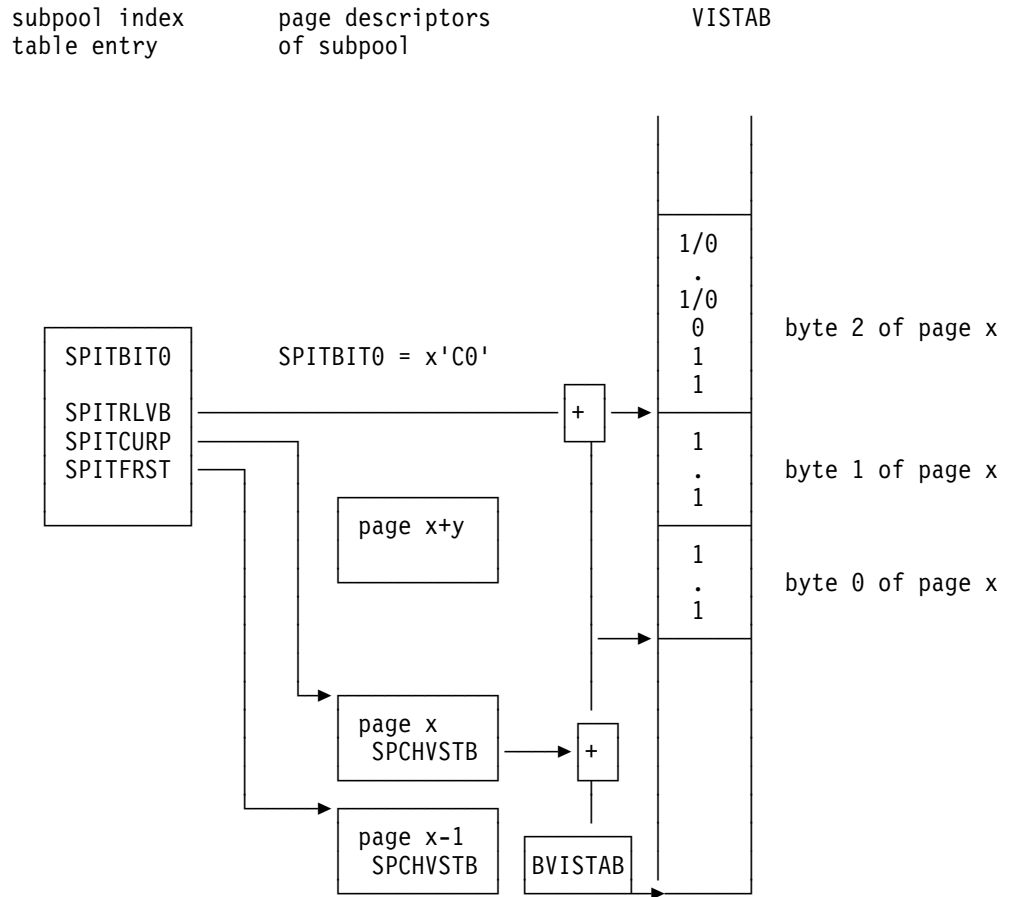 subpool index page descriptors VISTAB
table entry of subpool
1/0
.
1/0
0 byte 2 of page x
SPITBIT0 SPITBIT0 = x'C0' 1
1
SPITRLVB +
SPITCURP 1
SPITFRST . byte 1 of page x
1
page x+y
1
. byte 0 of page x
1
page x
SPCHVSTB +
page x-1
SPCHVSTB BVISTAB